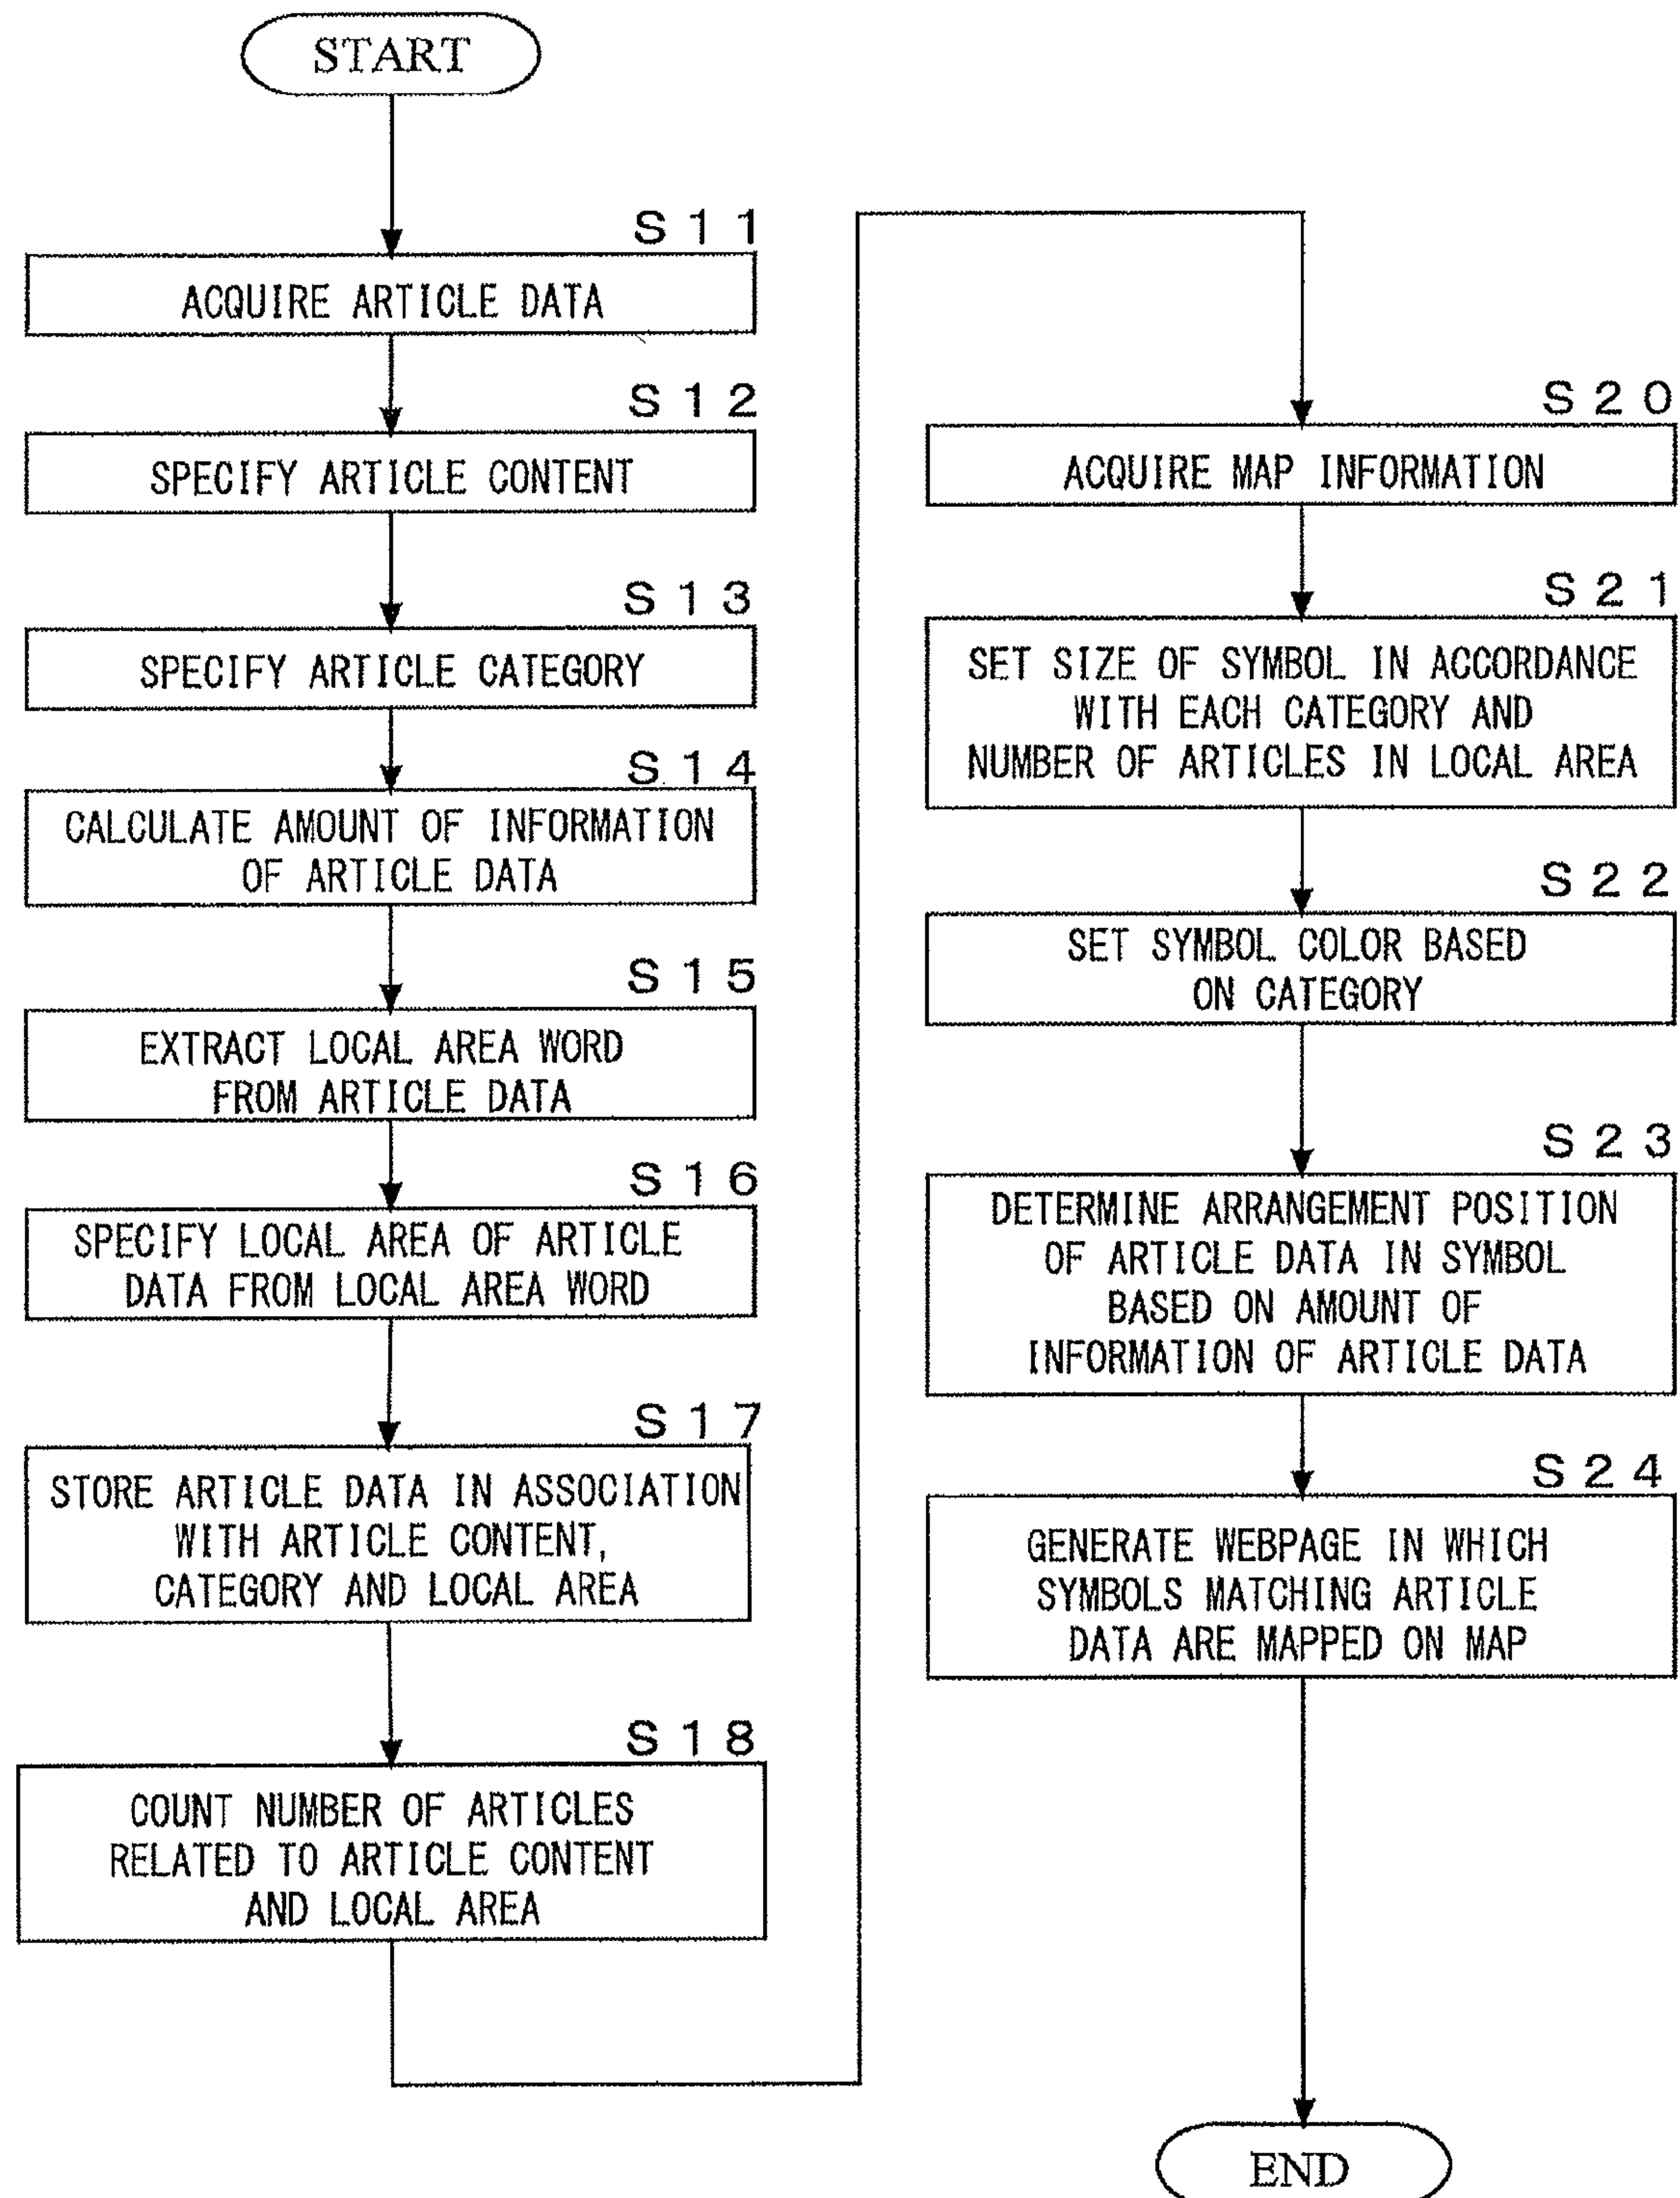 START
S11
ACQUIRE ARTICLE DATA
S12
SPECIFY ARTICLE CONTENT
S13
SPECIFY ARTICLE CATEGORY
S14
CALCULATE AMOUNT OF INFORMATION
OF ARTICLE DATA
S15
EXTRACT LOCAL AREA WORD
FROM ARTICLE DATA
S16
SPECIFY LOCAL AREA OF ARTICLE
DATA FROM LOCAL AREA WORD
S17
STORE ARTICLE DATA IN ASSOCIATION
WITH ARTICLE CONTENT,
CATEGORY AND LOCAL AREA
S18
COUNT NUMBER OF ARTICLES
RELATED TO ARTICLE CONTENT
AND LOCAL AREA
S20
ACQUIRE MAP INFORMATION
S21
SET SIZE OF SYMBOL IN ACCORDANCE
WITH EACH CATEGORY AND
NUMBER OF ARTICLES IN LOCAL AREA
S22
SET SYMBOL COLOR BASED
ON CATEGORY
S23
DETERMINE ARRANGEMENT POSITION
OF ARTICLE DATA IN SYMBOL
BASED ON AMOUNT OF
INFORMATION OF ARTICLE DATA
S24
GENERATE WEBPAGE IN WHICH
SYMBOLS MATCHING ARTICLE
DATA ARE MAPPED ON MAP
END